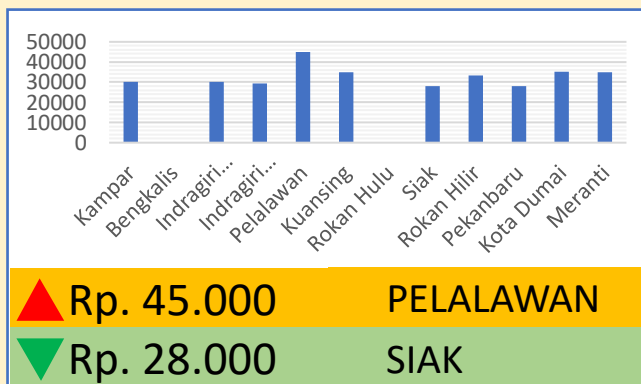 50000
40000
30000
20000
10000
0
Kampar
Bengkalis
Indragiri...
Indragiri...
Pelalawan
Kuansing
Rokan Hulu
Siak
Rokan Hilir
Pekanbaru
Kota Dumai
Meranti
Rp. 45.000 PELALAWAN
Rp. 28.000 SIAK